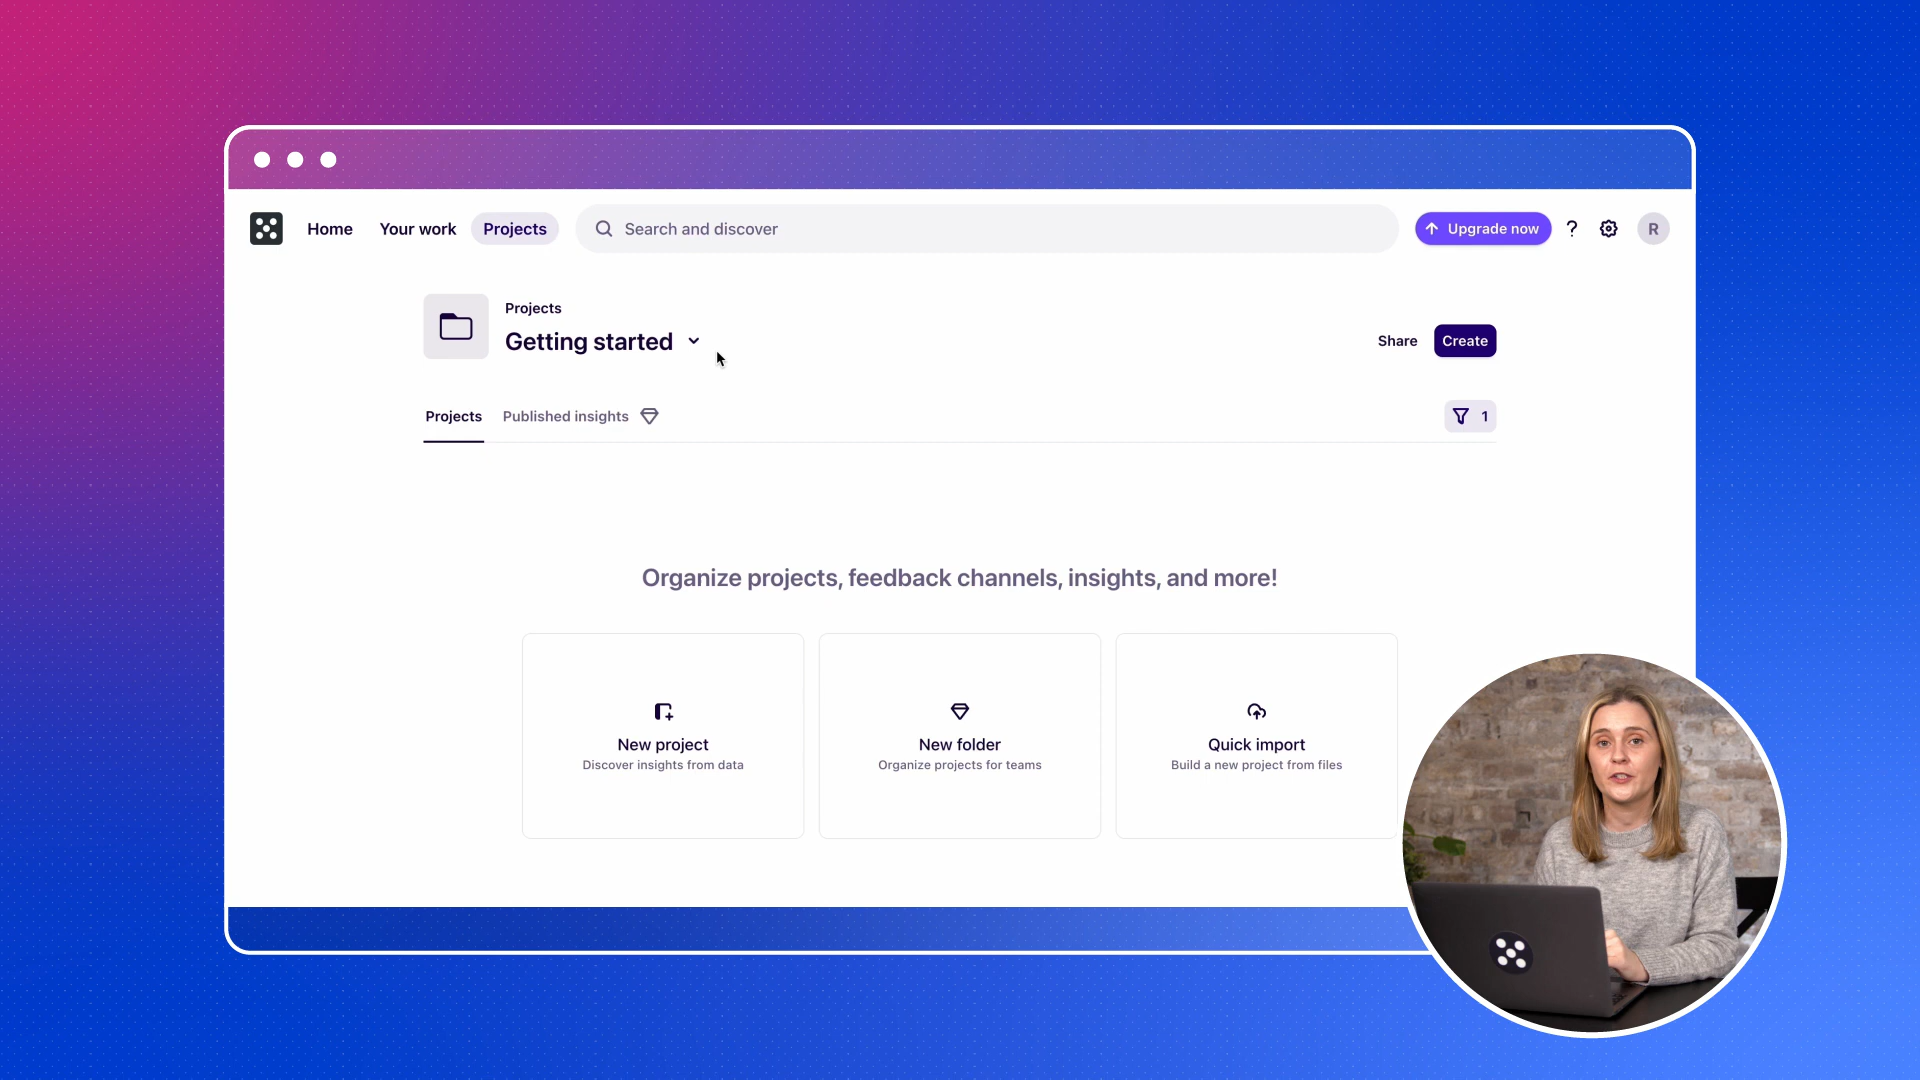 Home
Your work
Projects
Search and discover
Upgrade now
?
R
Projects
Getting started
Share
Create
Projects
Published insights
1
Organize projects, feedback channels, insights, and more!
New project
Discover insights from data
New folder
Organize projects for teams
Quick import
Build a new project from files